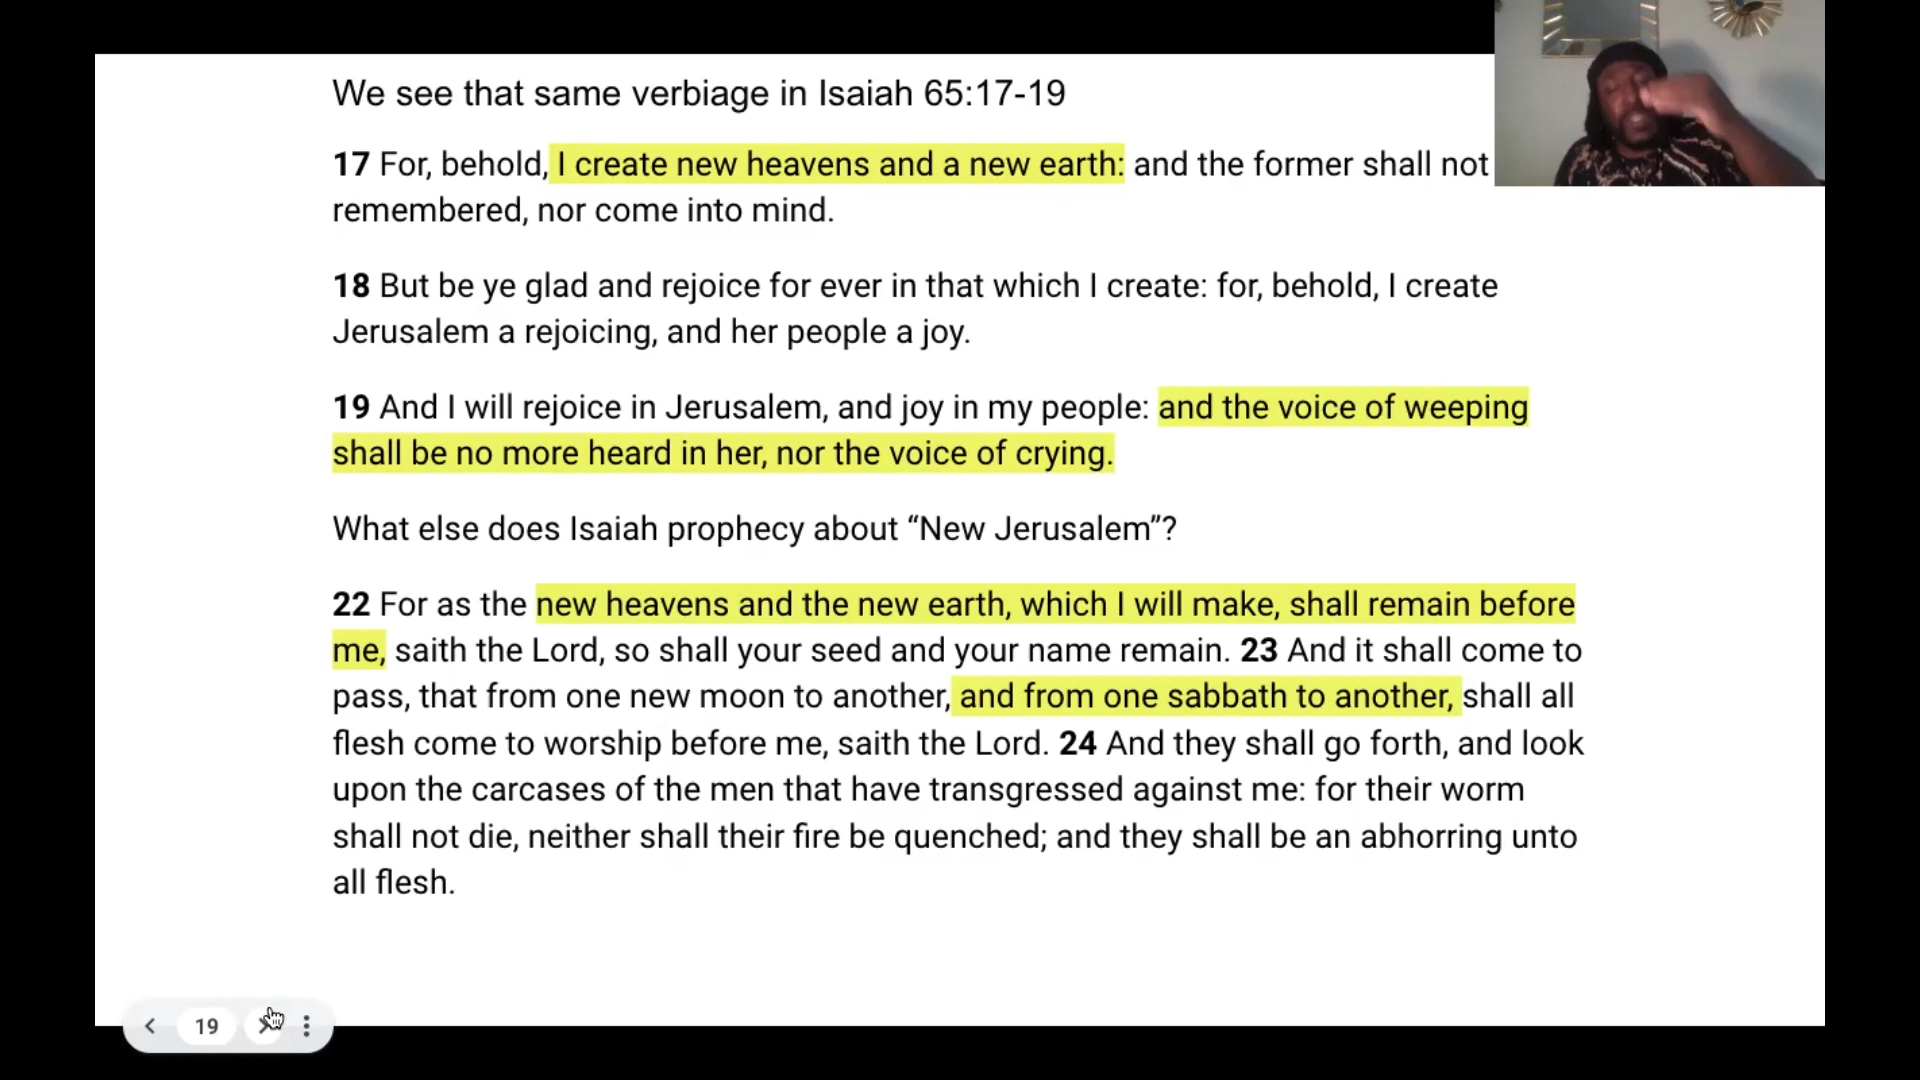 We see that same verbiage in Isaiah 65:17-19
17 For, behold, I create new heavens and a new earth: and the former shall not
remembered, nor come into mind.
18 But be ye glad and rejoice for ever in that which I create: for, behold, I create
Jerusalem a rejoicing, and her people a joy.
19 And I will rejoice in Jerusalem, and joy in my people: and the voice of weeping
shall be no more heard in her, nor the voice of crying.
What else does Isaiah prophecy about “New Jerusalem”?
22 For as the new heavens and the new earth, which I will make, shall remain before
me, saith the Lord, so shall your seed and your name remain. 23 And it shall come to
pass, that from one new moon to another, and from one sabbath to another, shall all
flesh come to worship before me, saith the Lord. 24 And they shall go forth, and look
upon the carcases of the men that have transgressed against me: for their worm
shall not die, neither shall their fire be quenched; and they shall be an abhorring unto
all flesh.
19